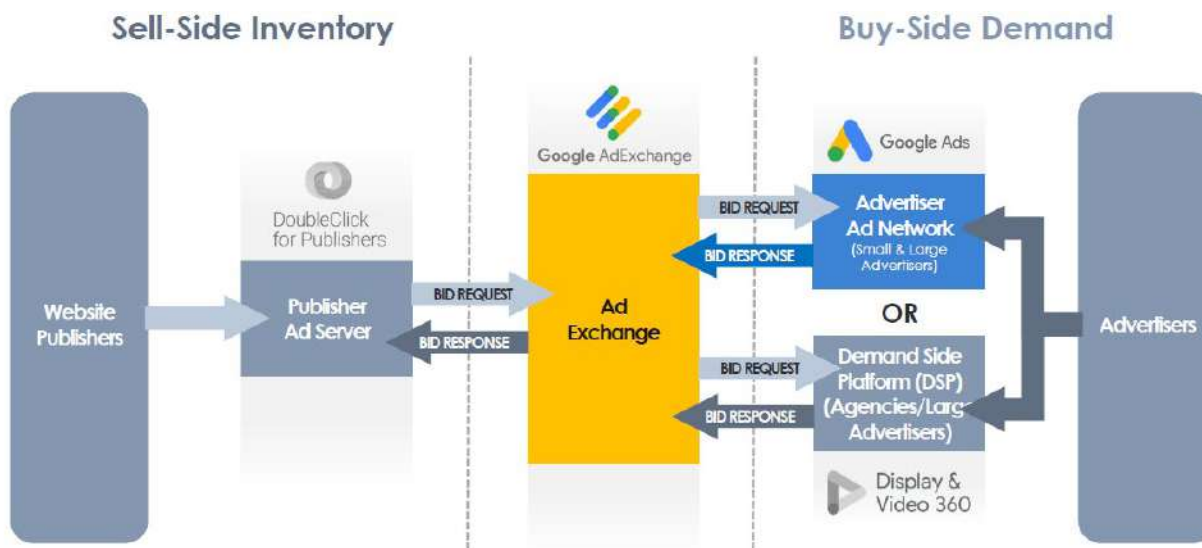 Sell-Side Inventory
Buy-Side Demand
Website
Publishers
DoubleClick
for Publishers
Publisher
Ad Server
BID REQUEST
BID RESPONSE
Google AdExchange
Ad
Exchange
BID REQUEST
BID RESPONSE
BID REQUEST
BID RESPONSE
Google Ads
Advertiser
Ad Network
(Small & Large
Advertisers)
OR
Demand Side
Platform (DSP)
(Agencies/Larg
Advertisers)
Display &
Video 360
Advertisers